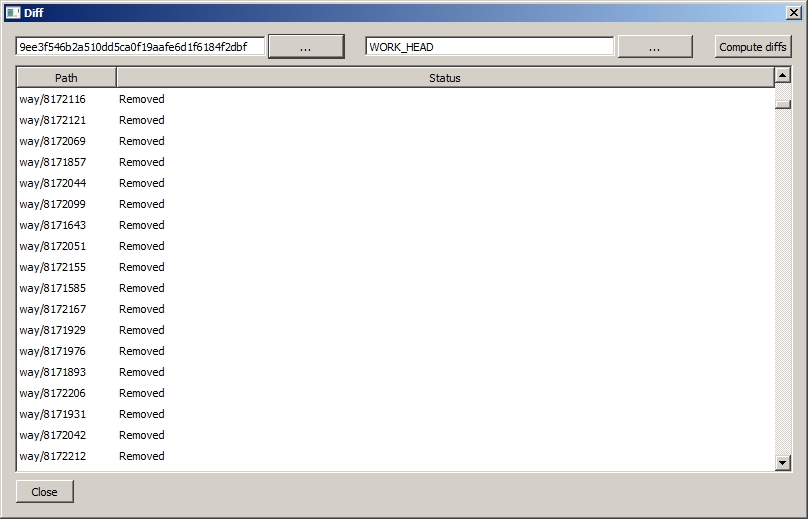 Diff
9ee3f546b2a510dd5ca0f19aafe6d1f6184f2dbf ... WORK_HEAD ... Compute diffs
Path Status
way/8172116 Removed
way/8172121 Removed
way/8172069 Removed
way/8171857 Removed
way/8172044 Removed
way/8172099 Removed
way/8171643 Removed
way/8172051 Removed
way/8172155 Removed
way/8171585 Removed
way/8172167 Removed
way/8171929 Removed
way/8171976 Removed
way/8171893 Removed
way/8172206 Removed
way/8171931 Removed
way/8172042 Removed
way/8172212 Removed
Close